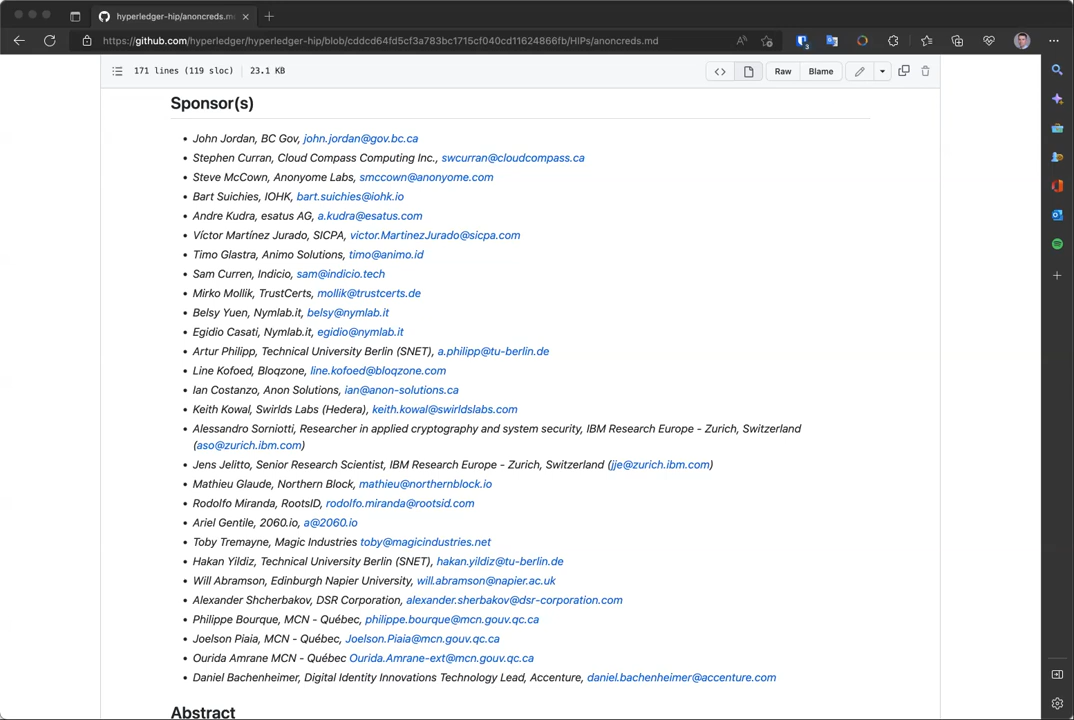 hyperledger-hip/anoncreds.m
https://github.com/hyperledger/hyperledger-hip/blob/cddcd64fd5cf3a783bc1715cf040cd11624866fb/HIPs/anoncreds.md
171 lines (119 sloc) 23.1 KB
Raw Blame
Sponsor(s)
• John Jordan, BC Gov, john.jordan@gov.bc.ca
• Stephen Curran, Cloud Compass Computing Inc., swcurran@cloudcompass.ca
• Steve McCown, Anonyome Labs, smccown@anonyome.com
• Bart Suichies, IOHK, bart.suichies@iohk.io
• Andre Kudra, esatus AG, a.kudra@esatus.com
• Víctor Martínez Jurado, SICPA, victor.MartinezJurado@sicpa.com
• Timo Glastra, Animo Solutions, timo@animo.id
• Sam Curren, Indicio, sam@indicio.tech
• Mirko Mollik, TrustCerts, mollik@trustcerts.de
• Belsy Yuen, Nymlab.it, belsy@nymlab.it
• Egidio Casati, Nymlab.it, egidio@nymlab.it
• Artur Philipp, Technical University Berlin (SNET), a.philipp@tu-berlin.de
• Line Kofoed, Bloqzone, line.kofoed@bloqzone.com
• Ian Costanzo, Anon Solutions, ian@anon-solutions.ca
• Keith Kowal, Swirlds Labs (Hedera), keith.kowal@swirldslabs.com
• Alessandro Sorniotti, Researcher in applied cryptography and system security, IBM Research Europe - Zurich, Switzerland
(aso@zurich.ibm.com)
• Jens Jelitto, Senior Research Scientist, IBM Research Europe - Zurich, Switzerland (jje@zurich.ibm.com)
• Mathieu Glaude, Northern Block, mathieu@northernblock.io
• Rodolfo Miranda, RootsID, rodolfo.miranda@rootsid.com
• Ariel Gentile, 2060.io, a@2060.io
• Toby Tremayne, Magic Industries toby@magicindustries.net
• Hakan Yildiz, Technical University Berlin (SNET), hakan.yildiz@tu-berlin.de
• Will Abramson, Edinburgh Napier University, will.abramson@napier.ac.uk
• Alexander Shcherbakov, DSR Corporation, alexander.sherbakov@dsr-corporation.com
• Philippe Bourque, MCN - Québec, philippe.bourque@mcn.gouv.qc.ca
• Joelson Piaia, MCN - Québec, Joelson.Piaia@mcn.gouv.qc.ca
• Ourida Amrane MCN - Québec Ourida.Amrane-ext@mcn.gouv.qc.ca
• Daniel Bachenheimer, Digital Identity Innovations Technology Lead, Accenture, daniel.bachenheimer@accenture.com
Abstract